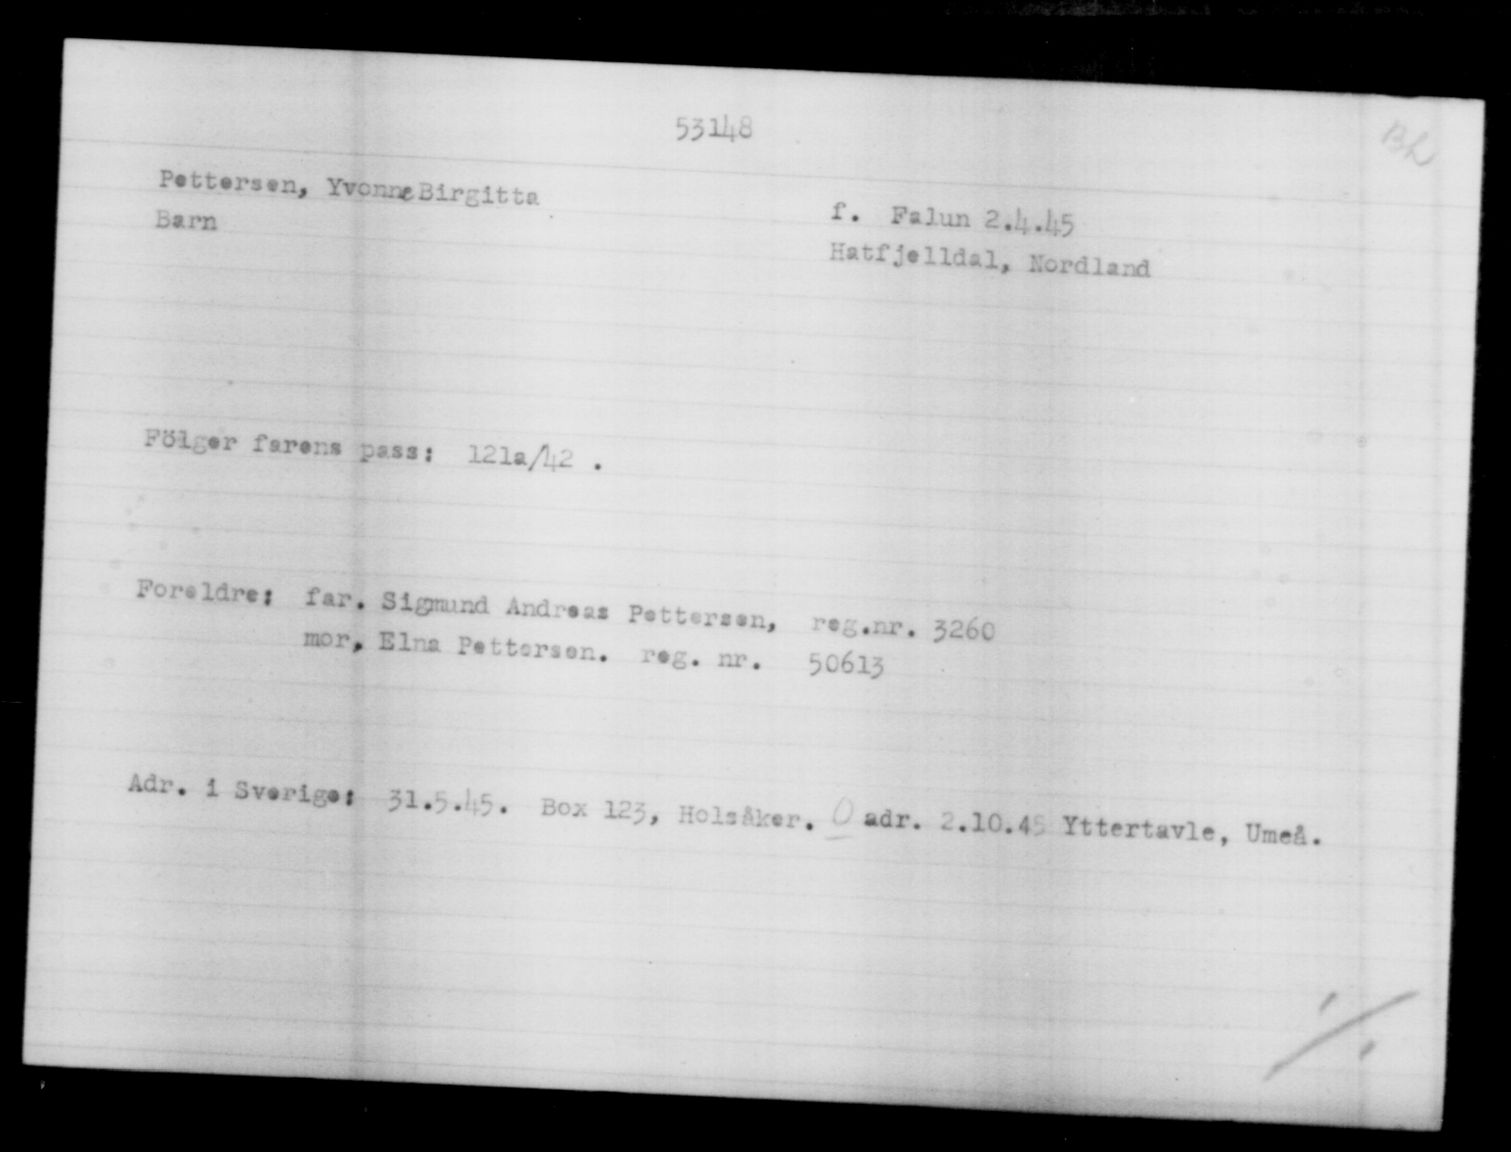 53148
Bh
Pettersen, Yvonne Birgitta
f. Falun 2.4.45
Barn
Hatfjelldal, Nordland
Fölger farens pass: 121a/42 .
Foreldre: far. Sigmund Andreas Pettersen, reg.nr. 3260
mor, Elna Pettersen. reg. nr. 50613
Adr. i Sverige: 31.5.45. Box 123, Holsåker. O adr. 2.10.45 Yttertavle, Umeå.